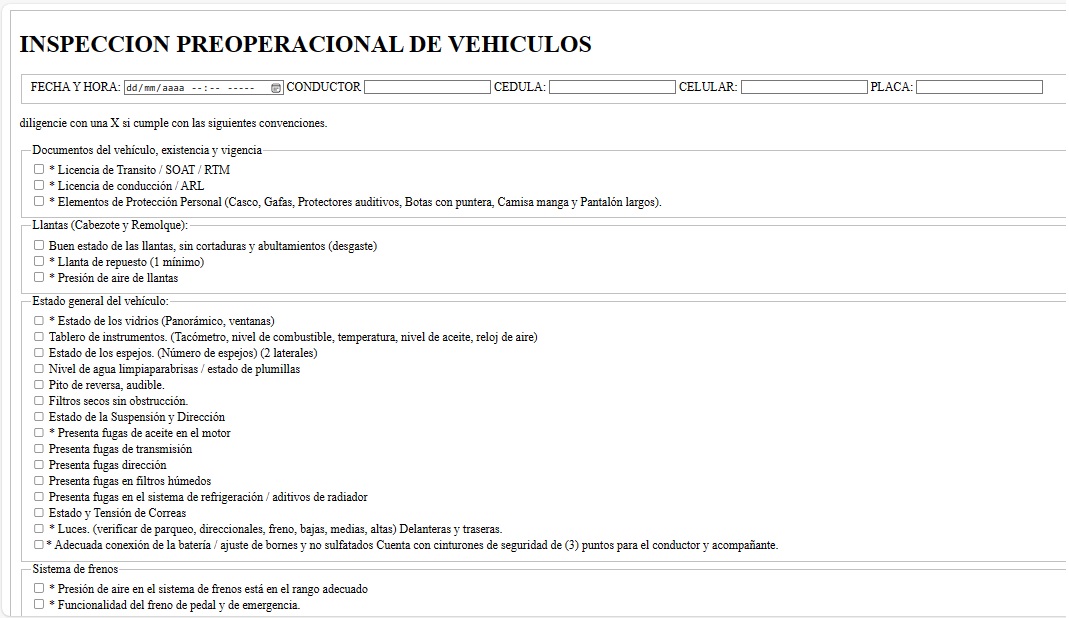 INSPECCION PREOPERACIONAL DE VEHICULOS
FECHA Y HORA: dd/mm/aaaa --:-- ----- CONDUCTOR CEDULA: CELULAR: PLACA:
diligencie con una X si cumple con las siguientes convenciones.
Documentos del vehículo, existencia y vigencia
* Licencia de Transito / SOAT / RTM
* Licencia de conducción / ARL
* Elementos de Protección Personal (Casco, Gafas, Protectores auditivos, Botas con puntera, Camisa manga y Pantalón largos).
Llantas (Cabezote y Remolque):
Buen estado de las llantas, sin cortaduras y abultamientos (desgaste)
* Llanta de repuesto (1 mínimo)
* Presión de aire de llantas
Estado general del vehículo:
* Estado de los vidrios (Panorámico, ventanas)
Tablero de instrumentos. (Tacómetro, nivel de combustible, temperatura, nivel de aceite, reloj de aire)
Estado de los espejos. (Número de espejos) (2 laterales)
Nivel de agua limpiaparabrisas / estado de plumillas
Pito de reversa, audible.
Filtros secos sin obstrucción.
Estado de la Suspensión y Dirección
* Presenta fugas de aceite en el motor
Presenta fugas de transmisión
Presenta fugas dirección
Presenta fugas en filtros húmedos
Presenta fugas en el sistema de refrigeración / aditivos de radiador
Estado y Tensión de Correas
* Luces. (verificar de parqueo, direccionales, freno, bajas, medias, altas) Delanteras y traseras.
* Adecuada conexión de la batería / ajuste de bornes y no sulfatados Cuenta con cinturones de seguridad de (3) puntos para el conductor y acompañante.
Sistema de frenos
* Presión de aire en el sistema de frenos está en el rango adecuado
* Funcionalidad del freno de pedal y de emergencia.